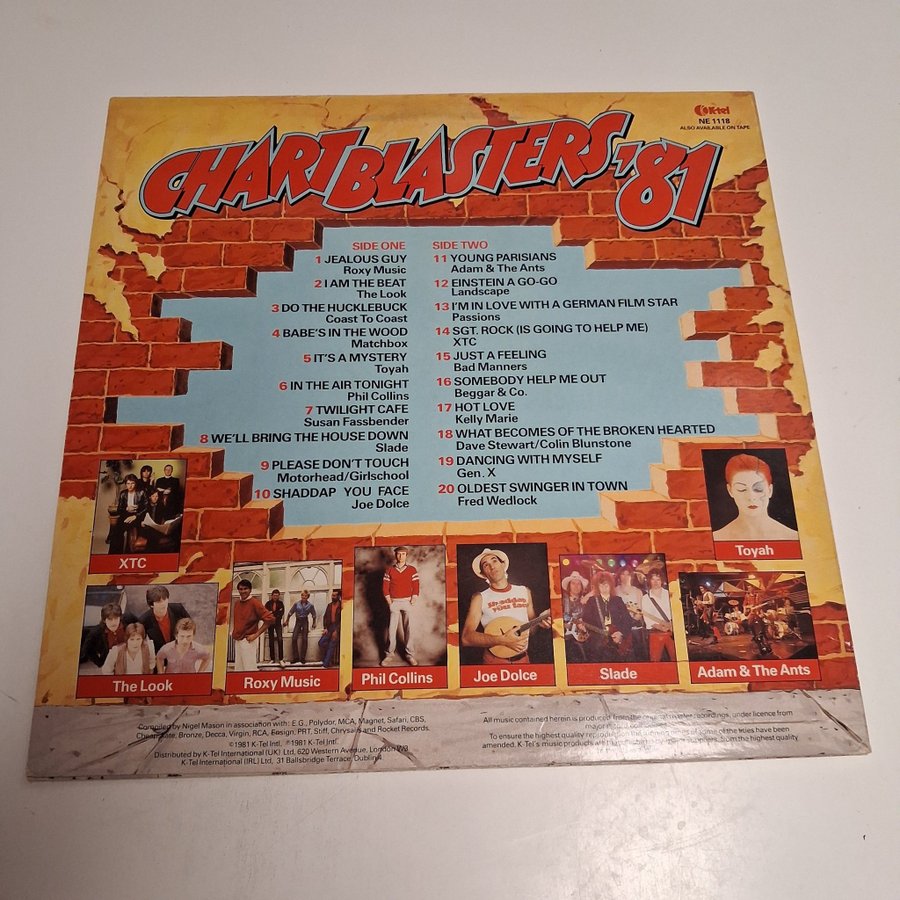 K-tel
NE 1118
ALSO AVAILABLE ON TAPE
CHARTBLASTERS '81
SIDE ONE
1 JEALOUS GUY
Roxy Music
2 I AM THE BEAT
The Look
3 DO THE HUCKLEBUCK
Coast To Coast
4 BABE'S IN THE WOOD
Matchbox
5 IT'S A MYSTERY
Toyah
6 IN THE AIR TONIGHT
Phil Collins
7 TWILIGHT CAFE
Susan Fassbender
8 WE'LL BRING THE HOUSE DOWN
Slade
9 PLEASE DON'T TOUCH
Motorhead/Girlschool
10 SHADDAP YOU FACE
Joe Dolce
SIDE TWO
11 YOUNG PARISIANS
Adam & The Ants
12 EINSTEIN A GO-GO
Landscape
13 I'M IN LOVE WITH A GERMAN FILM STAR
Passions
14 SGT. ROCK (IS GOING TO HELP ME)
XTC
15 JUST A FEELING
Bad Manners
16 SOMEBODY HELP ME OUT
Beggar & Co.
17 HOT LOVE
Kelly Marie
18 WHAT BECOMES OF THE BROKEN HEARTED
Dave Stewart/Colin Blunstone
19 DANCING WITH MYSELF
Gen. X
20 OLDEST SWINGER IN TOWN
Fred Wedlock
XTC
Toyah
The Look
Roxy Music
Phil Collins
Joe Dolce
Slade
Adam & The Ants
Compiled by Nigel Mason in association with: E.G., Polydor, MCA, Magnet, Safari, CBS,
Bronze, Decca, Virgin, RCA, Ensign, PRT, Stiff, Chrysalis and Rocket Records.
©1981 K-Tel Intl. ℗1981 K-Tel Intl.
Distributed by K-Tel International (UK) Ltd, 620 Western Avenue, London W3
K-Tel International (IRL) Ltd, 31 Ballsbridge Terrace, Dublin 4
All music contained herein is produced from the original master recordings, under licence from
major record
To ensure the highest quality reproduction the running times of some of the titles have been
amended. K-Tel's music products from the highest quality